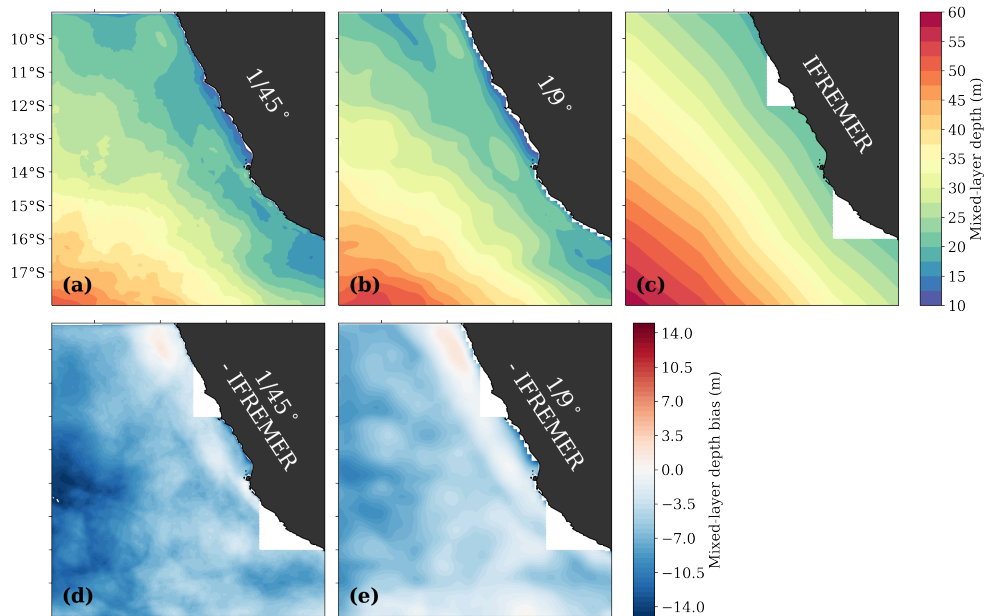 10°S
11°S
12°S
13°S
14°S
15°S
16°S
17°S
1/45°
(a)
1/9°
(b)
IFREMER
(c)
60
55
50
45
40
35
30
25
20
15
10
Mixed-layer depth (m)
1/45°
- IFREMER
(d)
1/9°
- IFREMER
(e)
14.0
10.5
7.0
3.5
0.0
−3.5
−7.0
−10.5
−14.0
Mixed-layer depth bias (m)